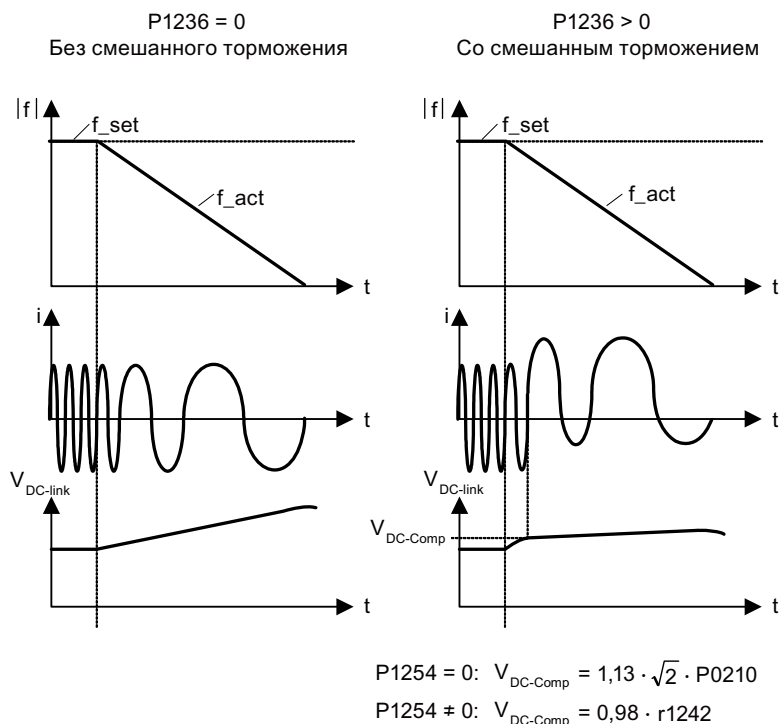 P1236 = 0
Без смешанного торможения
|f|
f_set
f_act
t
i
t
V DC-link
t
P1236 > 0
Со смешанным торможением
|f|
f_set
f_act
t
i
t
V DC-link
V DC-Comp
t
P1254 = 0: V DC-Comp = 1,13 · √2 · P0210
P1254 ≠ 0: V DC-Comp = 0,98 · r1242